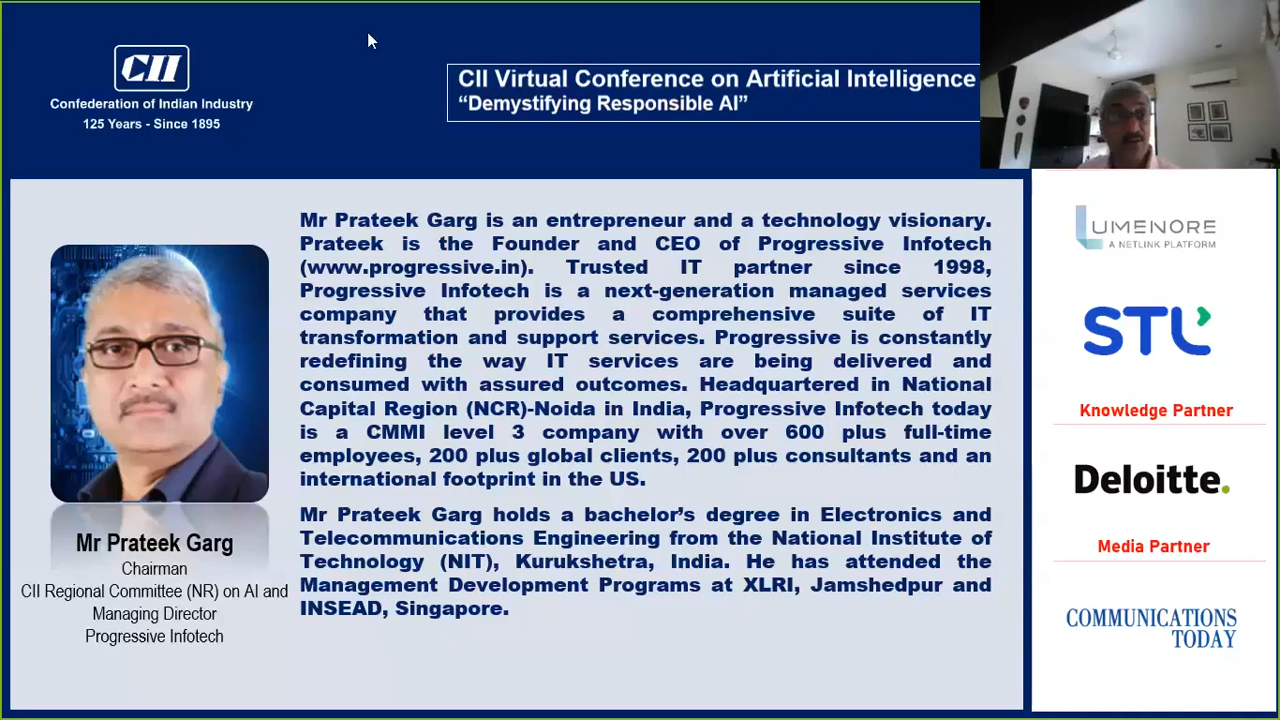 CII
Confederation of Indian Industry
125 Years - Since 1895
CII Virtual Conference on Artificial Intelligence
“Demystifying Responsible AI”
Mr Prateek Garg is an entrepreneur and a technology visionary.
Prateek is the Founder and CEO of Progressive Infotech
(www.progressive.in). Trusted IT partner since 1998,
Progressive Infotech is a next-generation managed services
company that provides a comprehensive suite of IT
transformation and support services. Progressive is constantly
redefining the way IT services are being delivered and
consumed with assured outcomes. Headquartered in National
Capital Region (NCR)-Noida in India, Progressive Infotech today
is a CMMI level 3 company with over 600 plus full-time
employees, 200 plus global clients, 200 plus consultants and an
international footprint in the US.
Mr Prateek Garg holds a bachelor’s degree in Electronics and
Telecommunications Engineering from the National Institute of
Technology (NIT), Kurukshetra, India. He has attended the
Management Development Programs at XLRI, Jamshedpur and
INSEAD, Singapore.
Mr Prateek Garg
Chairman
CII Regional Committee (NR) on AI and
Managing Director
Progressive Infotech
LUMENORE
A NETLINK PLATFORM
STL
Knowledge Partner
Deloitte.
Media Partner
COMMUNICATIONS
TODAY